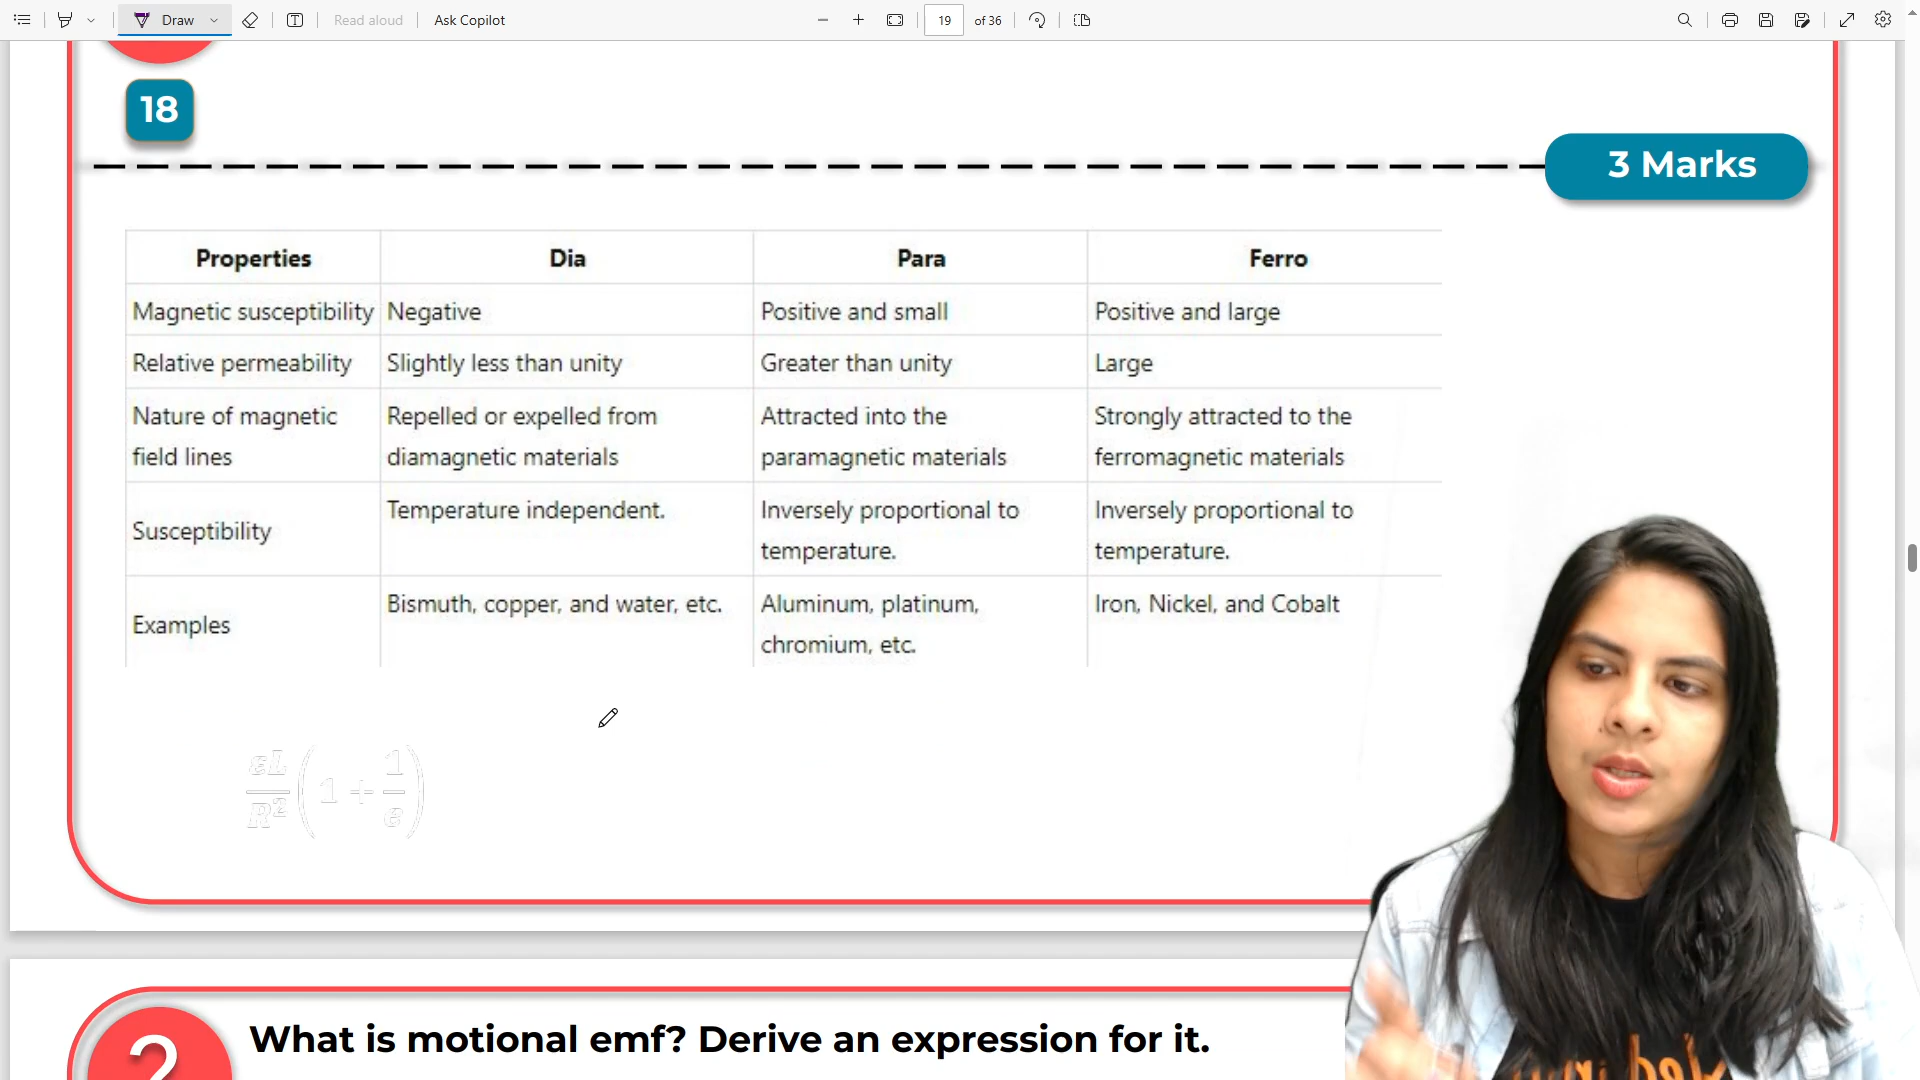 Draw
Read aloud
Ask Copilot
19 of 36
18
3 Marks
Properties Dia Para Ferro
Magnetic susceptibility Negative Positive and small Positive and large
Relative permeability Slightly less than unity Greater than unity Large
Nature of magnetic field lines Repelled or expelled from diamagnetic materials Attracted into the paramagnetic materials Strongly attracted to the ferromagnetic materials
Susceptibility Temperature independent. Inversely proportional to temperature. Inversely proportional to temperature.
Examples Bismuth, copper, and water, etc. Aluminum, platinum, chromium, etc. Iron, Nickel, and Cobalt
εL/R² (1 + 1/e)
?
What is motional emf? Derive an expression for it.